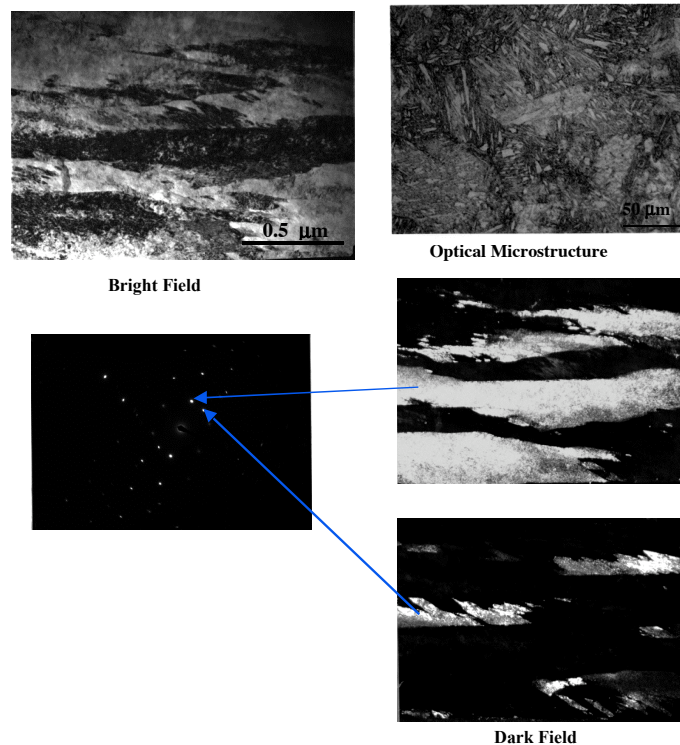 0.5 μm
50 μm
Optical Microstructure
Bright Field
Dark Field